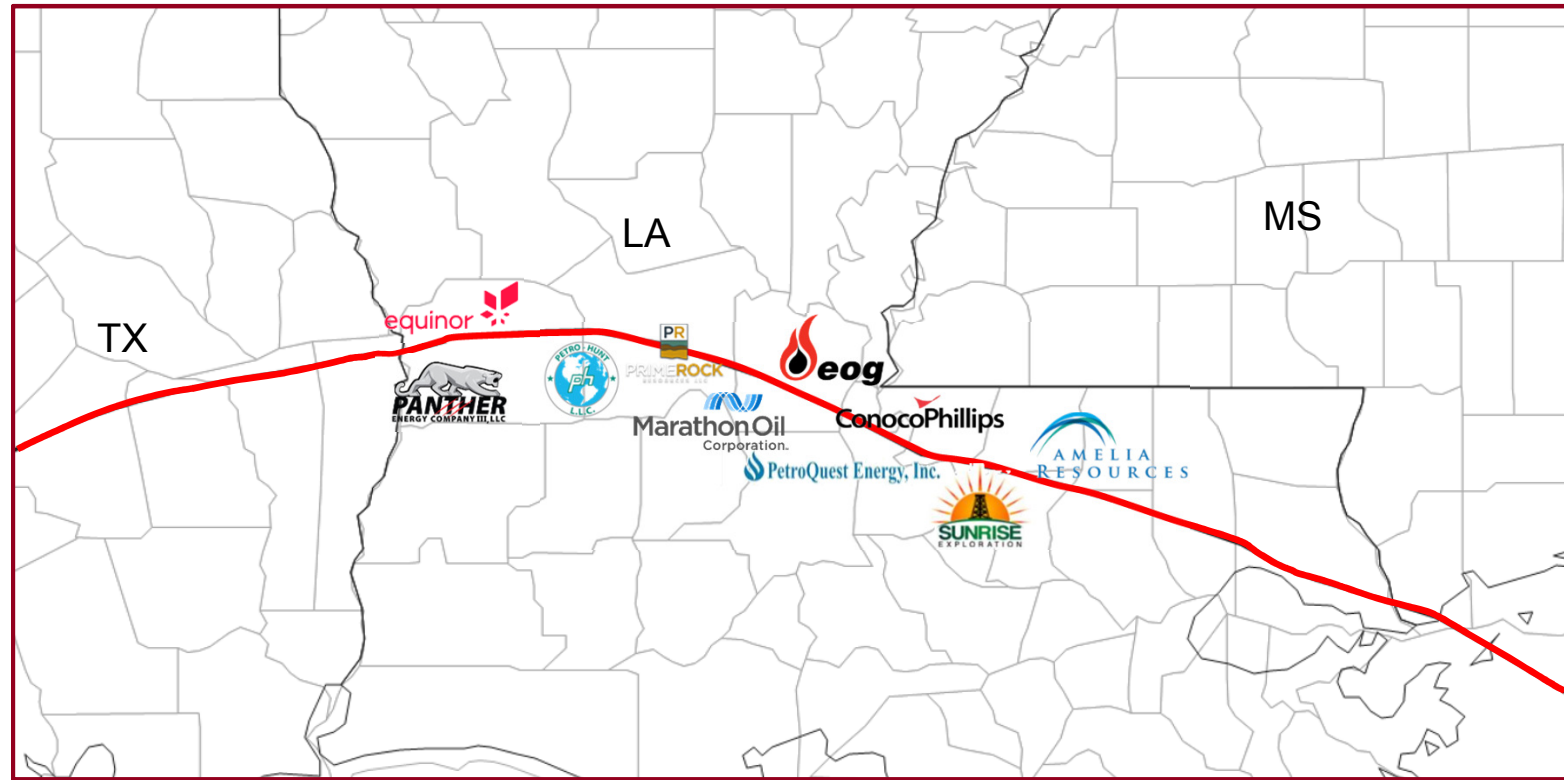 TX
LA
MS
equinor
PANTHER
ENERGY COMPANY III, LLC
PETRO-HUNT
ph
L.L.C.
PR
PRIMEROCK
eog
Marathon Oil
Corporation.
ConocoPhillips
PetroQuest Energy, Inc.
AMELIA
RESOURCES
SUNRISE
EXPLORATION